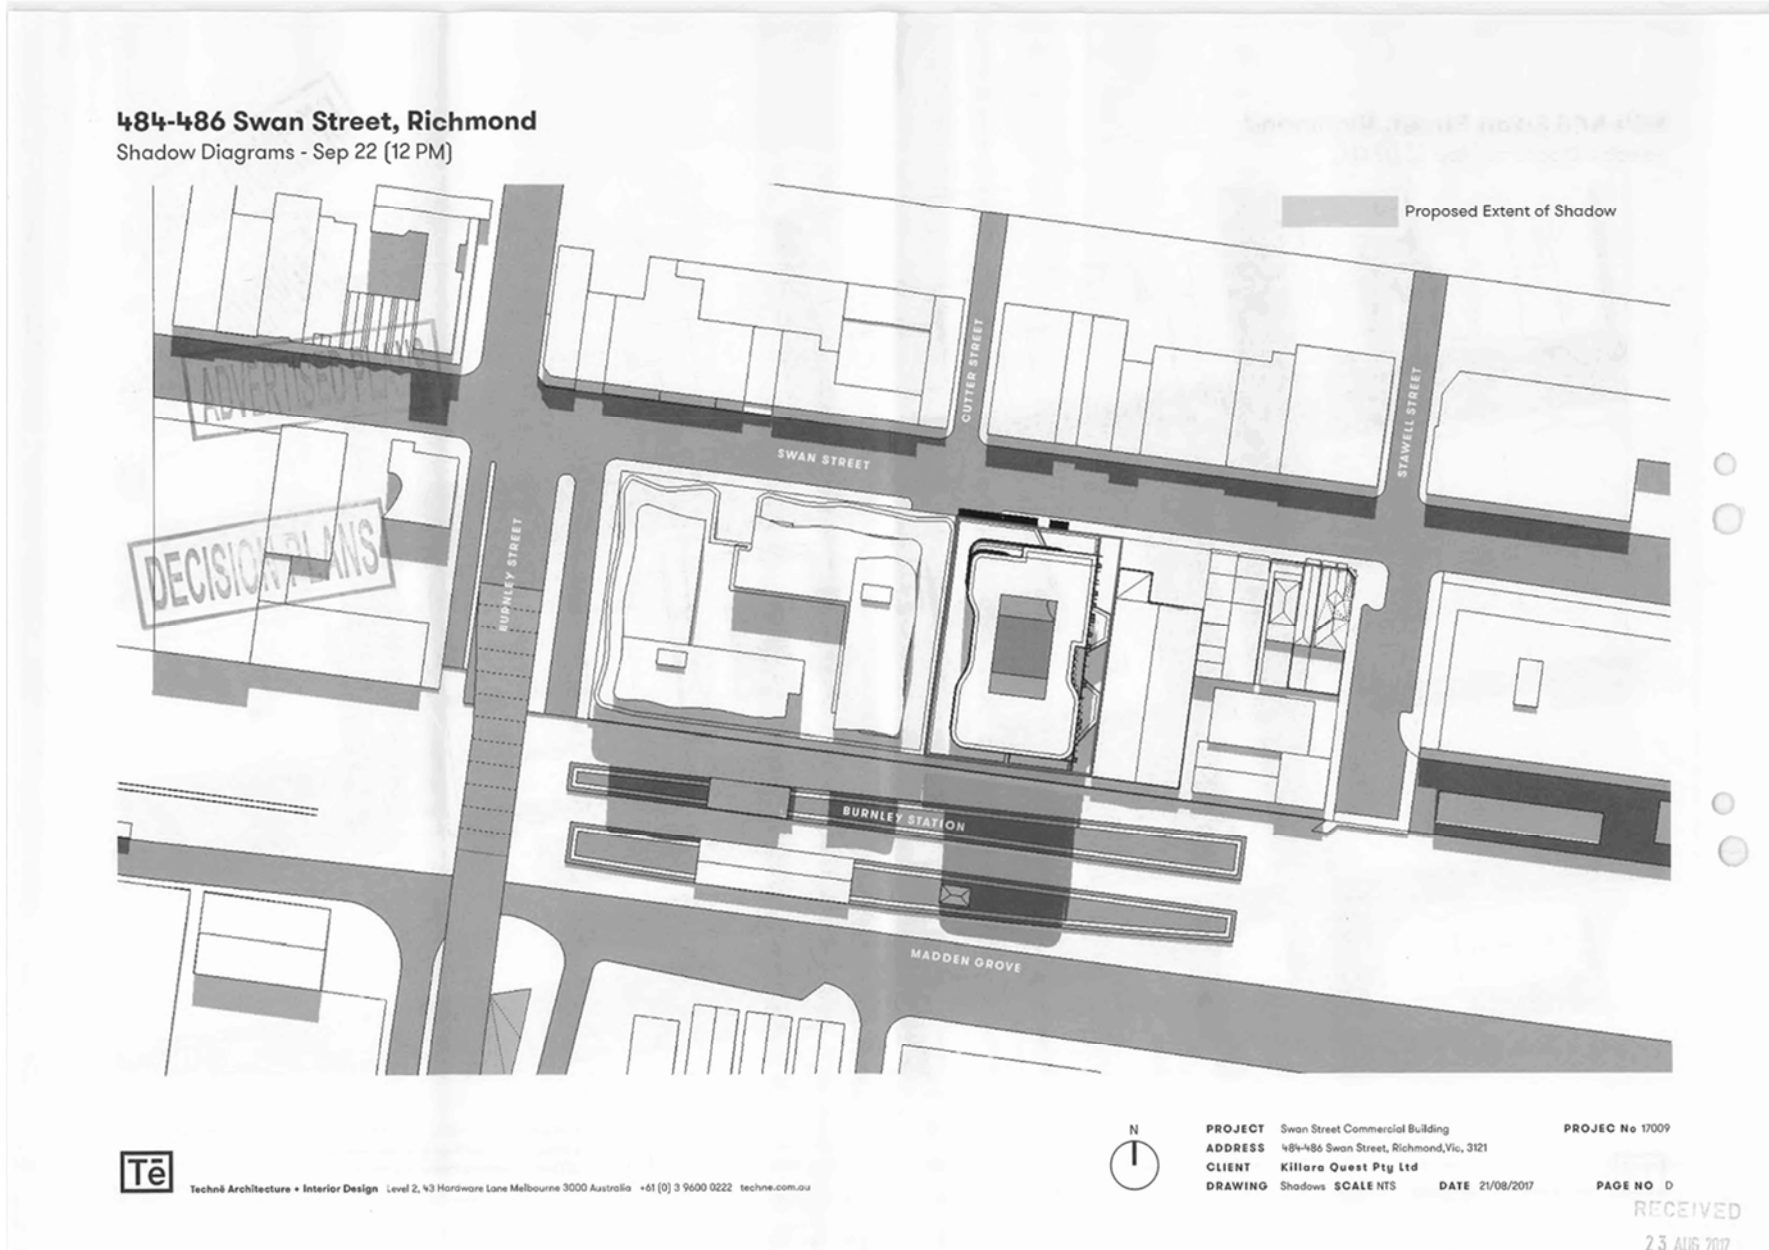 484-486 Swan Street, Richmond
Shadow Diagrams - Sep 22 (12 PM)
Proposed Extent of Shadow
ADVERTISED PLANS
DECISION PLANS
CUTTER STREET
STAWELL STREET
SWAN STREET
BURNLEY STREET
BURNLEY STATION
MADDEN GROVE
N
PROJECT Swan Street Commercial Building PROJEC No 17009
ADDRESS 484-486 Swan Street, Richmond,Vic, 3121
CLIENT Killara Quest Pty Ltd
DRAWING Shadows SCALE NTS DATE 21/08/2017 PAGE NO D
Tē
Technē Architecture + Interior Design Level 2, 43 Hardware Lane Melbourne 3000 Australia +61 (0) 3 9600 0222 techne.com.au
RECEIVED
23 AUG 2017